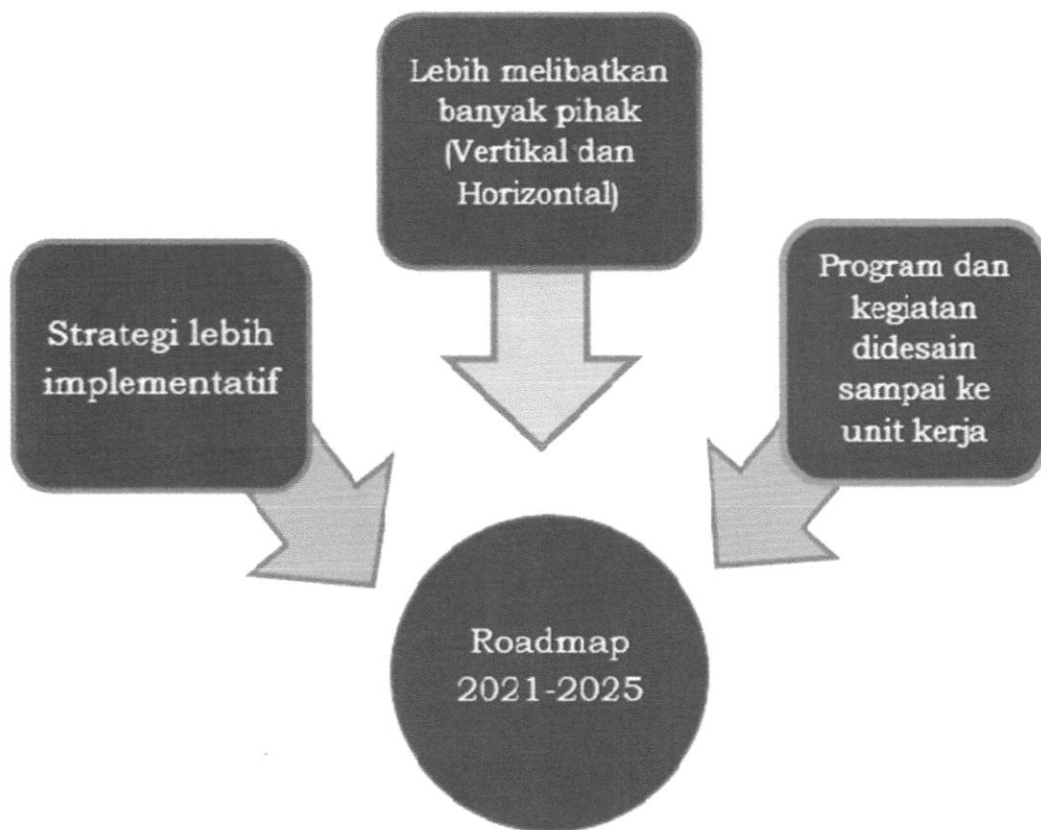 Lebih melibatkan
banyak pihak
(Vertikal dan
Horizontal)
Strategi lebih
implementatif
Program dan
kegiatan
didesain
sampai ke
unit kerja
Roadmap
2021-2025